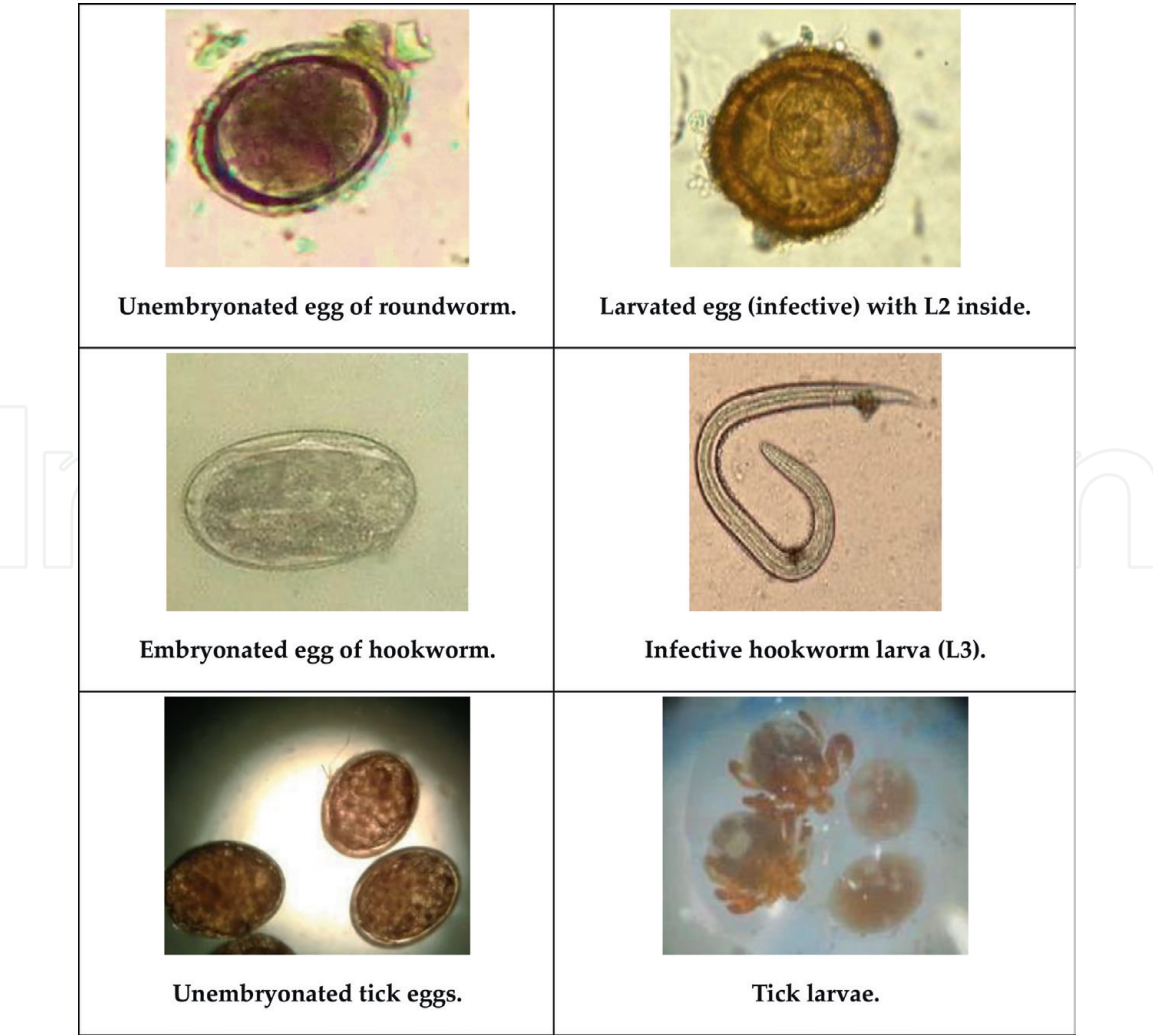 Unembryonated egg of roundworm.
Larvated egg (infective) with L2 inside.
Embryonated egg of hookworm.
Infective hookworm larva (L3).
Unembryonated tick eggs.
Tick larvae.